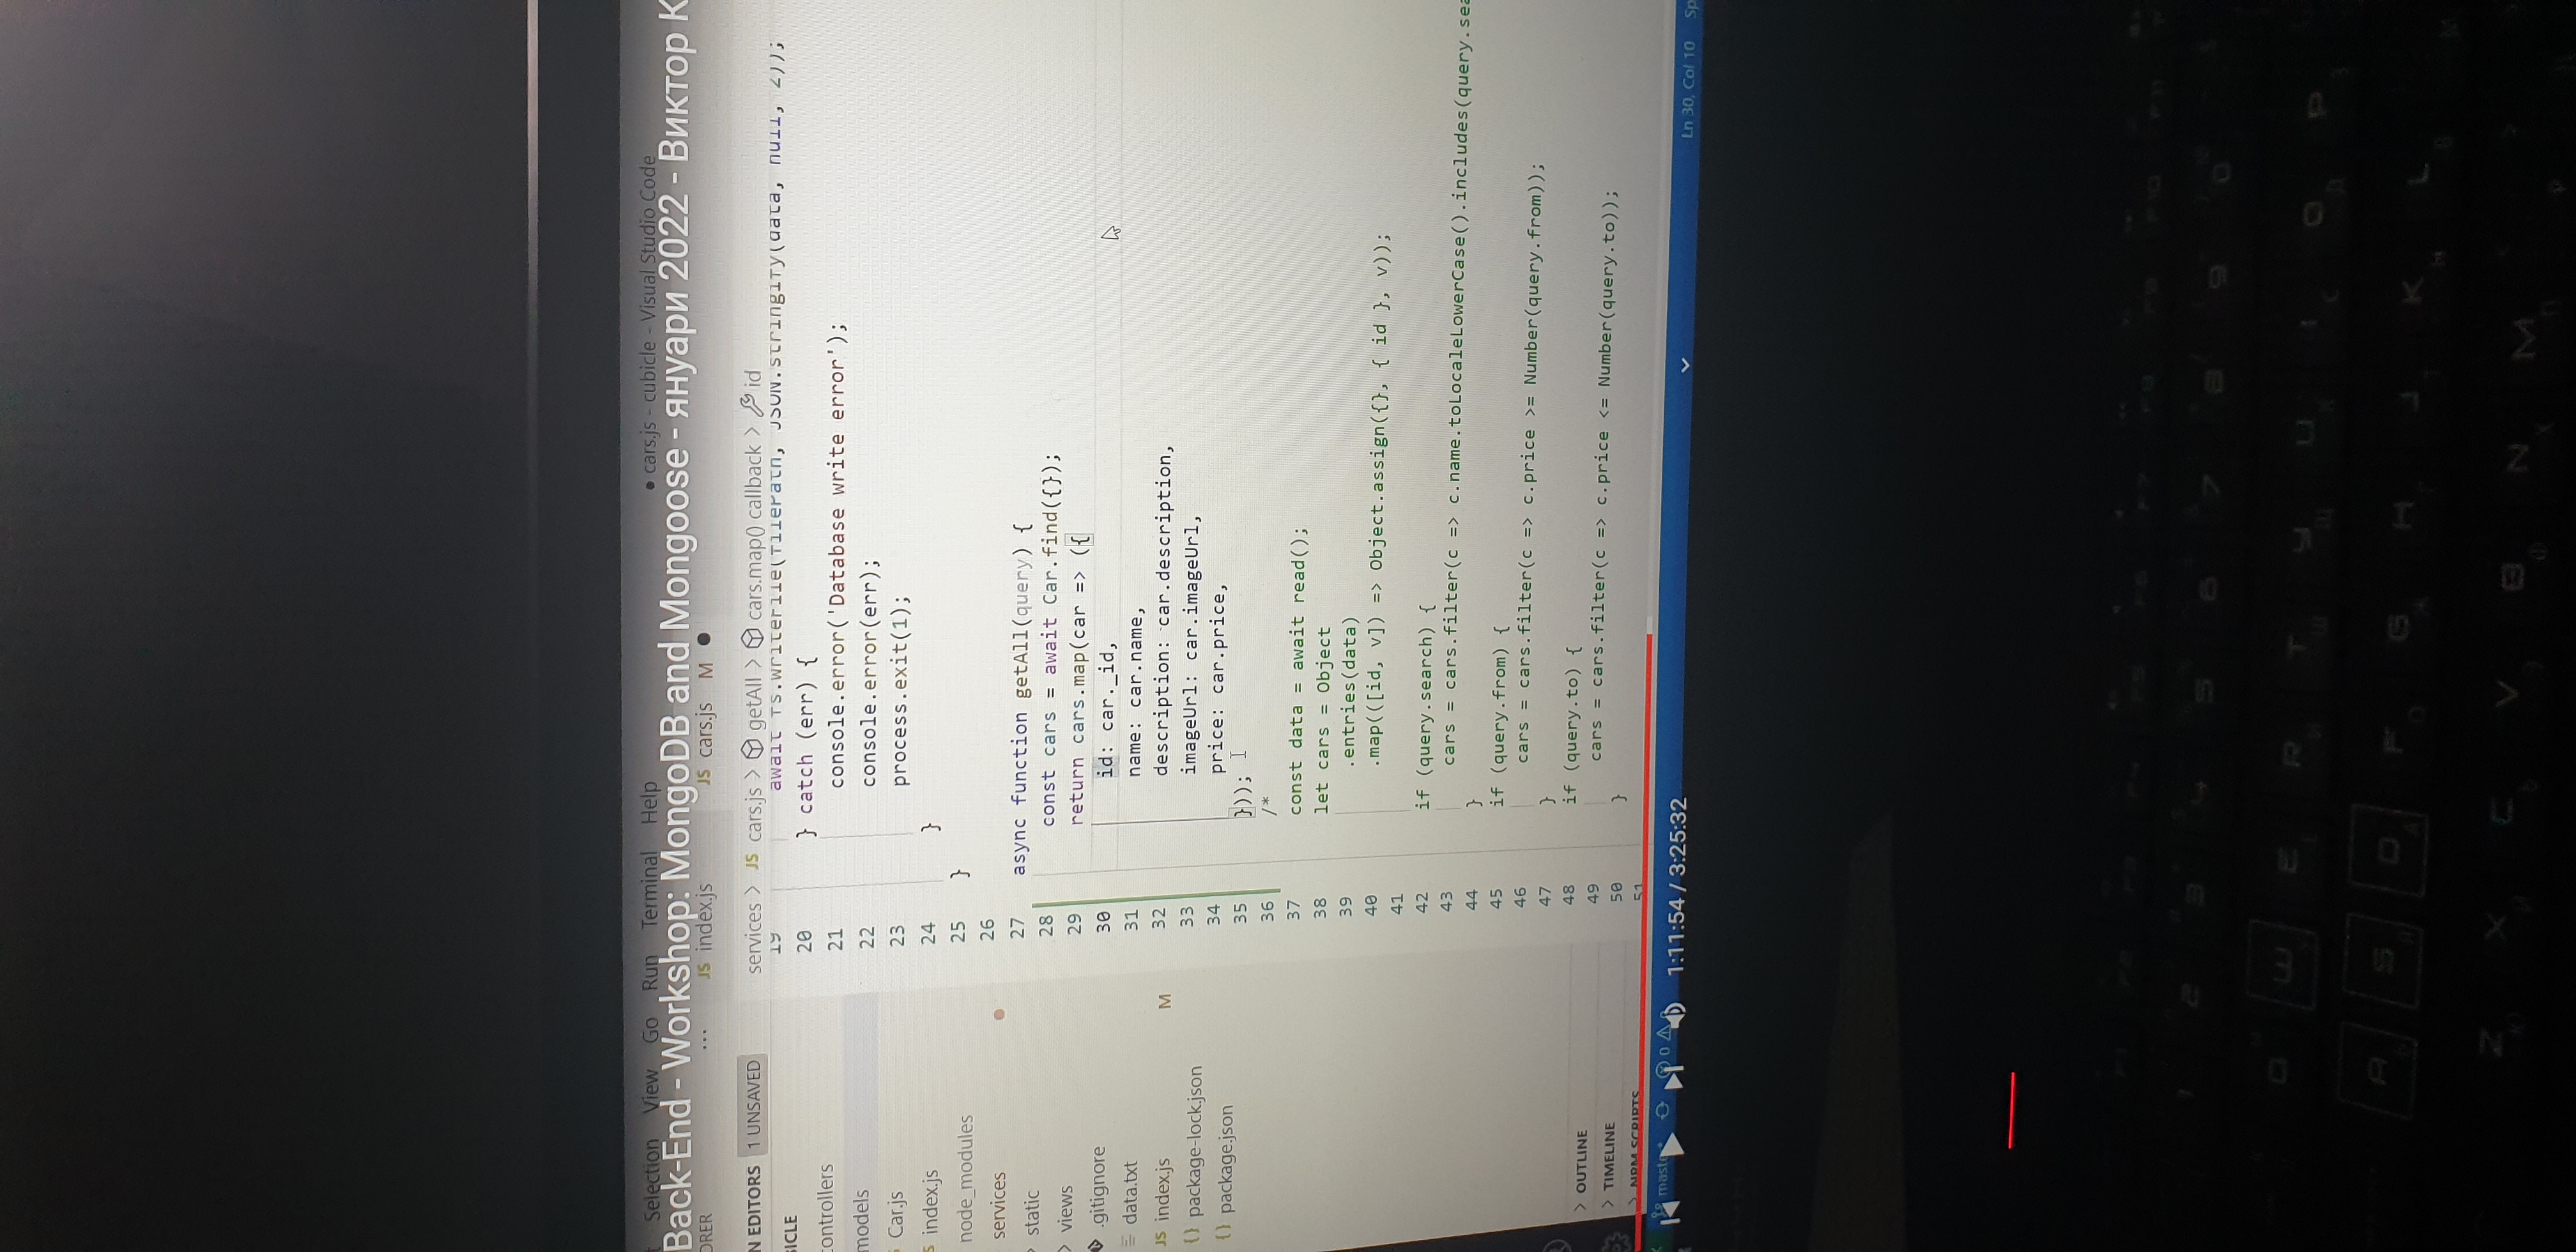 Selection View Go Run Terminal Help ● cars.js - cubicle - Visual Studio Code
Back-End - Workshop: MongoDB and Mongoose - януари 2022 - Виктор К
ORER ··· JS index.js JS cars.js M ●
N EDITORS 1 UNSAVED
services > JS cars.js > getAll > cars.map() callback > id
ICLE
ontrollers
models
Car.js
index.js
node_modules
services
static
views
.gitignore
data.txt
JS index.js M
{} package-lock.json
{} package.json
> OUTLINE
> TIMELINE
> NPM SCRIPTS
19 await fs.writeFile(filePath, JSON.stringify(data, null, 2));
20 } catch (err) {
21 console.error('Database write error');
22 console.error(err);
23 process.exit(1);
24 }
25 }
26
27 async function getAll(query) {
28 const cars = await Car.find({});
29 return cars.map(car => ({
30 id: car._id,
31 name: car.name,
32 description: car.description,
33 imageUrl: car.imageUrl,
34 price: car.price,
35 }));
36 /*
37 const data = await read();
38 let cars = Object
39 .entries(data)
40 .map(([id, v]) => Object.assign({}, { id }, v));
41
42 if (query.search) {
43 cars = cars.filter(c => c.name.toLocaleLowerCase().includes(query.sea
44 }
45 if (query.from) {
46 cars = cars.filter(c => c.price >= Number(query.from));
47 }
48 if (query.to) {
49 cars = cars.filter(c => c.price <= Number(query.to));
50 }
51
0
1:11:54 / 3:25:32
Ln 30, Col 10 Sp
1 2 3 4 5 6 7 8 9 0
E R T U I O P
A S D F G H J K L
Z X C V B N M